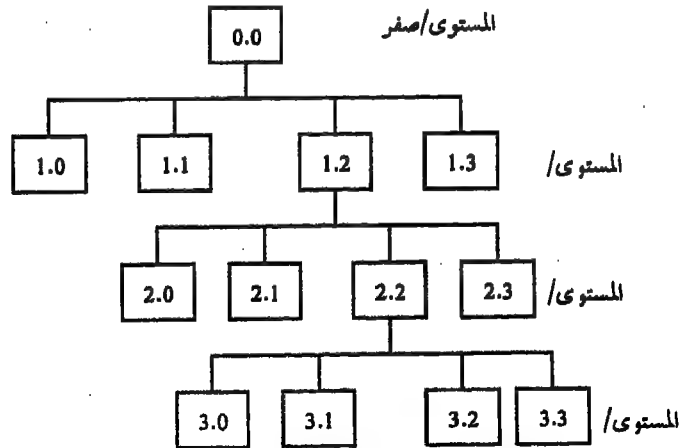 0.0 المستوى/صفر
1.0 1.1 1.2 1.3 المستوى/
2.0 2.1 2.2 2.3 المستوى/
3.0 3.1 3.2 3.3 المستوى/